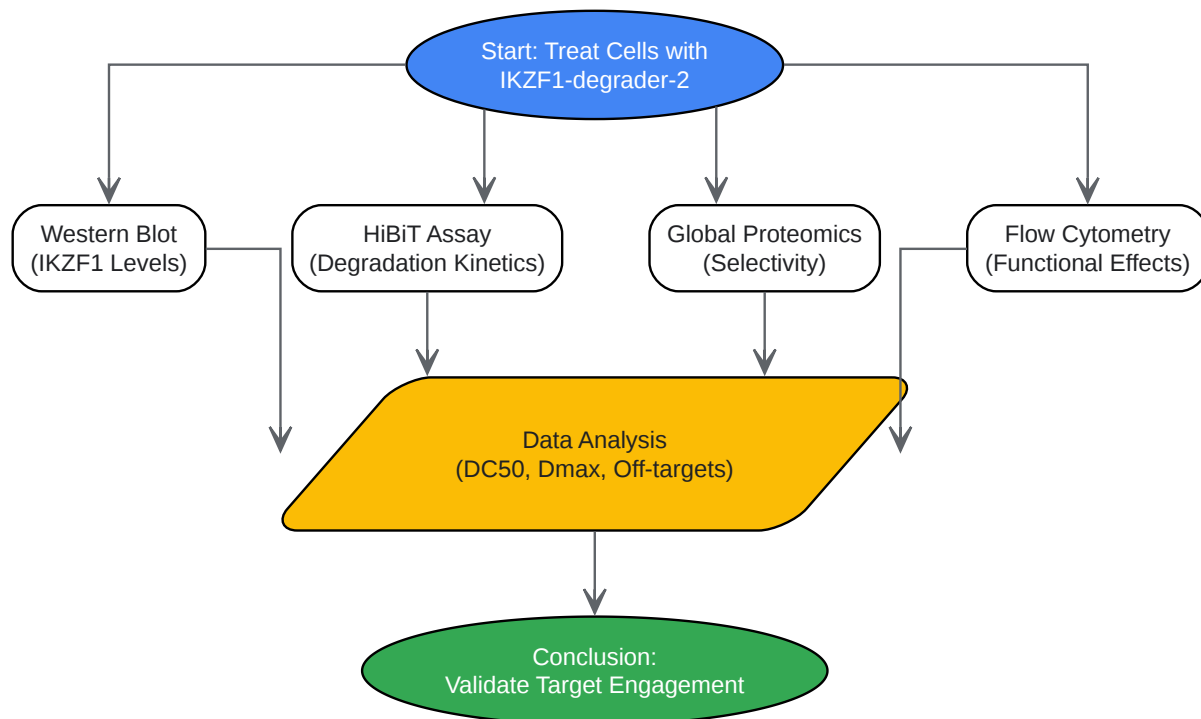 Start: Treat Cells with
IKZF1-degrader-2
Western Blot
(IKZF1 Levels)
HiBiT Assay
(Degradation Kinetics)
Global Proteomics
(Selectivity)
Flow Cytometry
(Functional Effects)
Data Analysis
(DC50, Dmax, Off-targets)
Conclusion:
Validate Target Engagement